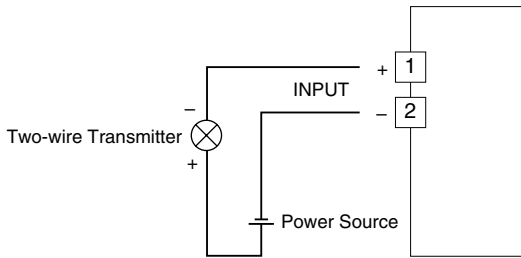 + 1
INPUT
– 2
–
Two-wire Transmitter
+
Power Source